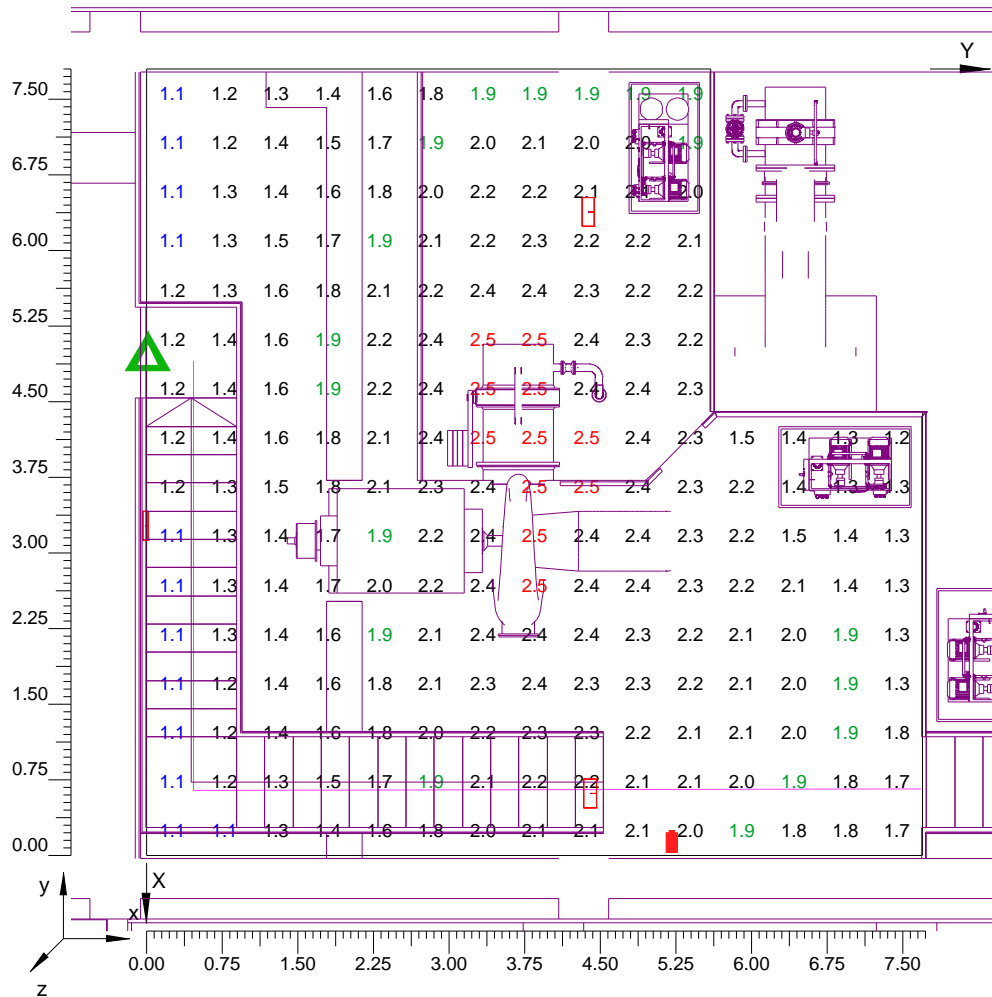 Y
7.50 1.1 1.2 1.3 1.4 1.6 1.8 1.9 1.9 1.9 1.9 1.9
6.75 1.1 1.2 1.4 1.5 1.7 1.9 2.0 2.1 2.0 2.0 1.9
1.1 1.3 1.4 1.6 1.8 2.0 2.2 2.2 2.1 2.0
6.00 1.1 1.3 1.5 1.7 1.9 2.1 2.2 2.3 2.2 2.2 2.1
1.2 1.3 1.6 1.8 2.1 2.2 2.4 2.4 2.3 2.2 2.2
5.25 1.2 1.4 1.6 1.9 2.2 2.4 2.5 2.5 2.4 2.3 2.2
4.50 1.2 1.4 1.6 1.9 2.2 2.4 2.5 2.5 2.4 2.4 2.3
1.2 1.4 1.6 1.8 2.1 2.4 2.5 2.5 2.5 2.4 2.3 1.5 1.4 1.3 1.2
3.75 1.2 1.3 1.5 1.8 2.1 2.3 2.4 2.5 2.5 2.4 2.3 2.2 1.4 1.3 1.3
3.00 1.1 1.3 1.4 1.7 1.9 2.2 2.4 2.5 2.4 2.4 2.3 2.2 1.5 1.4 1.3
1.1 1.3 1.4 1.7 2.0 2.2 2.4 2.5 2.4 2.4 2.3 2.2 2.1 1.4 1.3
2.25 1.1 1.3 1.4 1.6 1.9 2.1 2.4 2.4 2.4 2.3 2.2 2.1 2.0 1.9 1.3
1.50 1.1 1.2 1.4 1.6 1.8 2.1 2.3 2.4 2.3 2.3 2.2 2.1 2.0 1.9 1.3
1.1 1.2 1.4 1.6 1.8 2.0 2.2 2.3 2.3 2.2 2.1 2.1 2.0 1.9 1.8
0.75 1.1 1.2 1.3 1.5 1.7 1.9 2.1 2.2 2.2 2.1 2.1 2.0 1.9 1.8 1.7
0.00 1.1 1.1 1.3 1.4 1.6 1.8 2.0 2.1 2.1 2.1 2.0 1.9 1.8 1.8 1.7
y X
x
z
0.00 0.75 1.50 2.25 3.00 3.75 4.50 5.25 6.00 6.75 7.50